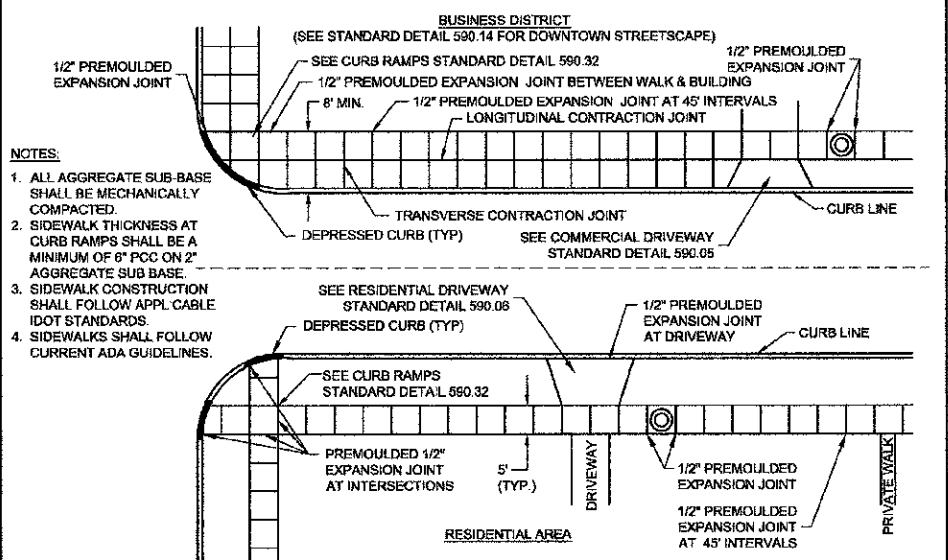 BUSINESS DISTRICT
(SEE STANDARD DETAIL 590.14 FOR DOWNTOWN STREETSCAPE)
1/2" PREMOULDED
EXPANSION JOINT
SEE CURB RAMPS STANDARD DETAIL 590.32
1/2" PREMOULDED EXPANSION JOINT BETWEEN WALK & BUILDING
8' MIN.
1/2" PREMOULDED EXPANSION JOINT AT 45' INTERVALS
LONGITUDINAL CONTRACTION JOINT
1/2" PREMOULDED
EXPANSION JOINT
TRANSVERSE CONTRACTION JOINT
DEPRESSED CURB (TYP)
SEE COMMERCIAL DRIVEWAY
STANDARD DETAIL 590.05
CURB LINE
NOTES:
1. ALL AGGREGATE SUB-BASE
SHALL BE MECHANICALLY
COMPACTED.
2. SIDEWALK THICKNESS AT
CURB RAMPS SHALL BE A
MINIMUM OF 6" PCC ON 2"
AGGREGATE SUB BASE.
3. SIDEWALK CONSTRUCTION
SHALL FOLLOW APPL CABLE
IDOT STANDARDS.
4. SIDEWALKS SHALL FOLLOW
CURRENT ADA GUIDELINES.
SEE RESIDENTIAL DRIVEWAY
STANDARD DETAIL 590.06
DEPRESSED CURB (TYP)
1/2" PREMOULDED
EXPANSION JOINT
AT DRIVEWAY
CURB LINE
SEE CURB RAMPS
STANDARD DETAIL 590.32
PREMOULDED 1/2"
EXPANSION JOINT
AT INTERSECTIONS
5'
(TYP.)
DRIVEWAY
1/2" PREMOULDED
EXPANSION JOINT
1/2" PREMOULDED
EXPANSION JOINT
AT 45' INTERVALS
PRIVATE WALK
RESIDENTIAL AREA